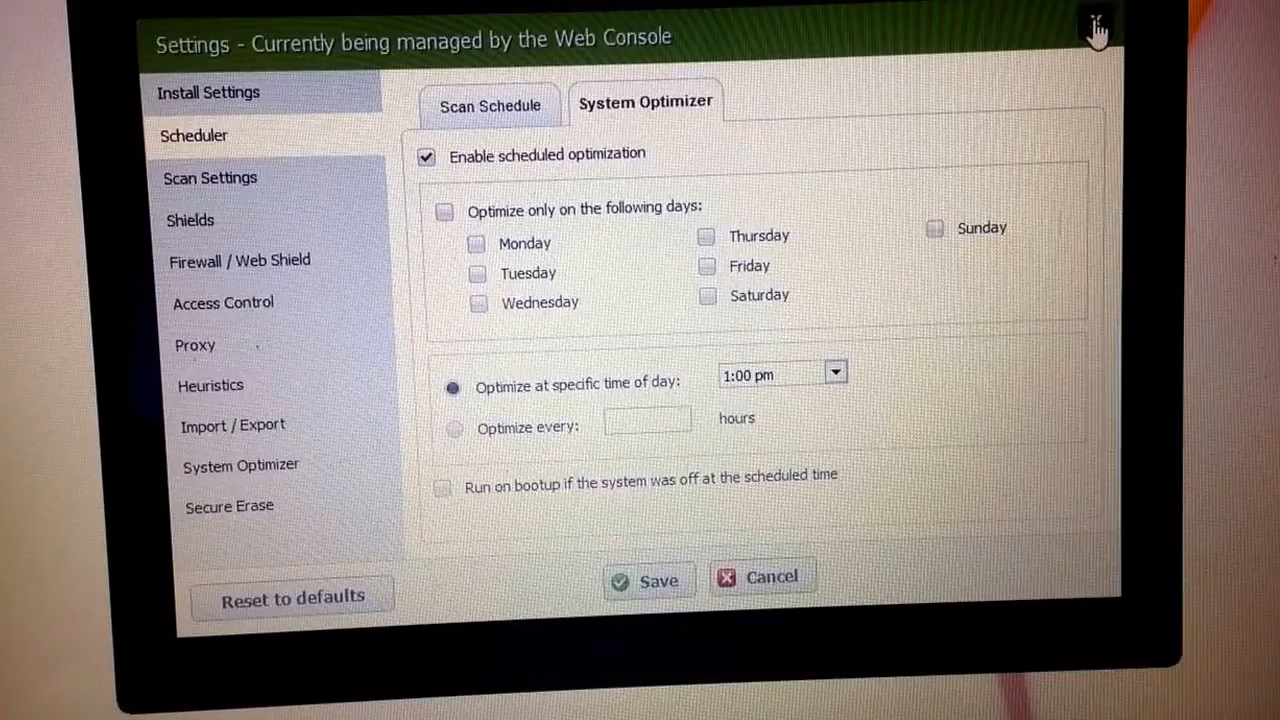 Settings - Currently being managed by the Web Console
Install Settings
Scheduler
Scan Settings
Shields
Firewall / Web Shield
Access Control
Proxy
Heuristics
Import / Export
System Optimizer
Secure Erase
Reset to defaults
Scan Schedule
System Optimizer
Enable scheduled optimization
Optimize only on the following days:
Monday
Tuesday
Wednesday
Thursday
Friday
Saturday
Sunday
Optimize at specific time of day: 1:00 pm
Optimize every: hours
Run on bootup if the system was off at the scheduled time
Save
Cancel